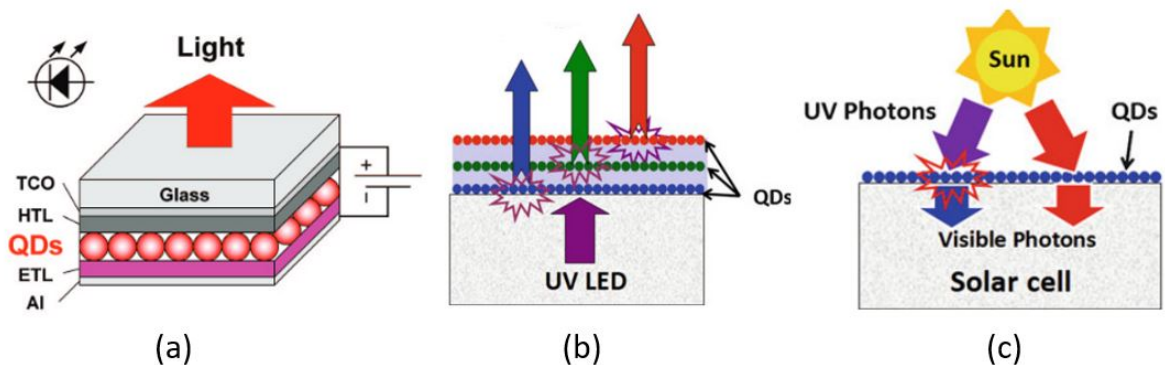 Light
TCO
Glass
HTL
QDs
ETL
Al
+
−
(a)
QDs
UV LED
(b)
Sun
UV Photons
QDs
Visible Photons
Solar cell
(c)